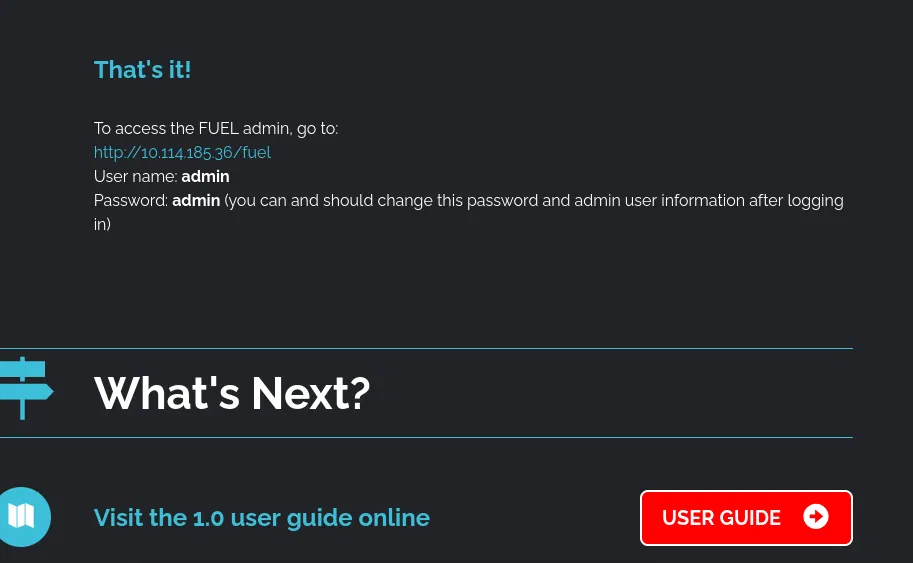 That's it!
To access the FUEL admin, go to:
http://10.114.185.36/fuel
User name: admin
Password: admin (you can and should change this password and admin user information after logging
in)
What's Next?
Visit the 1.0 user guide online
USER GUIDE